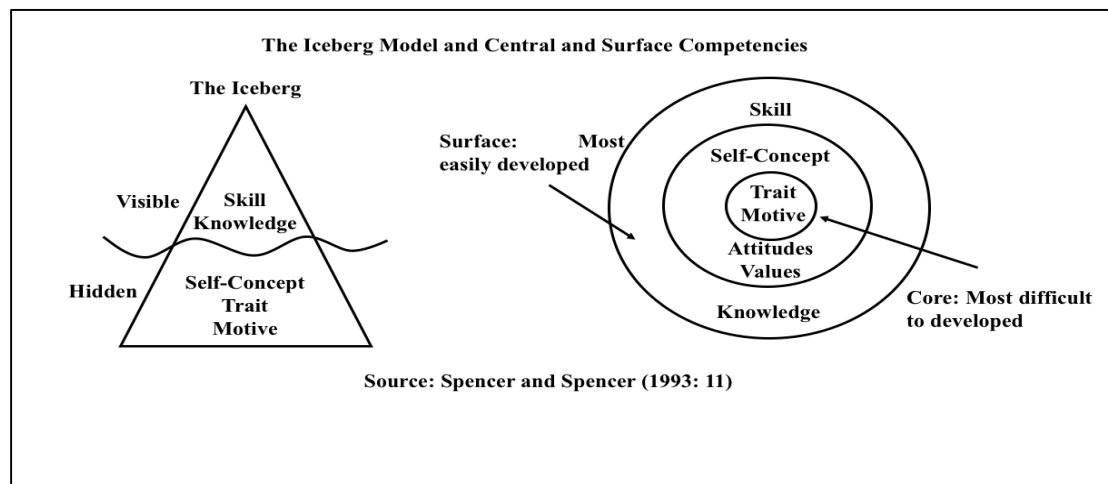 The Iceberg Model and Central and Surface Competencies
The Iceberg
Visible
Skill
Knowledge
Hidden
Self-Concept
Trait
Motive
Surface: Most
easily developed
Skill
Self-Concept
Trait
Motive
Attitudes
Values
Knowledge
Core: Most difficult
to developed
Source: Spencer and Spencer (1993: 11)